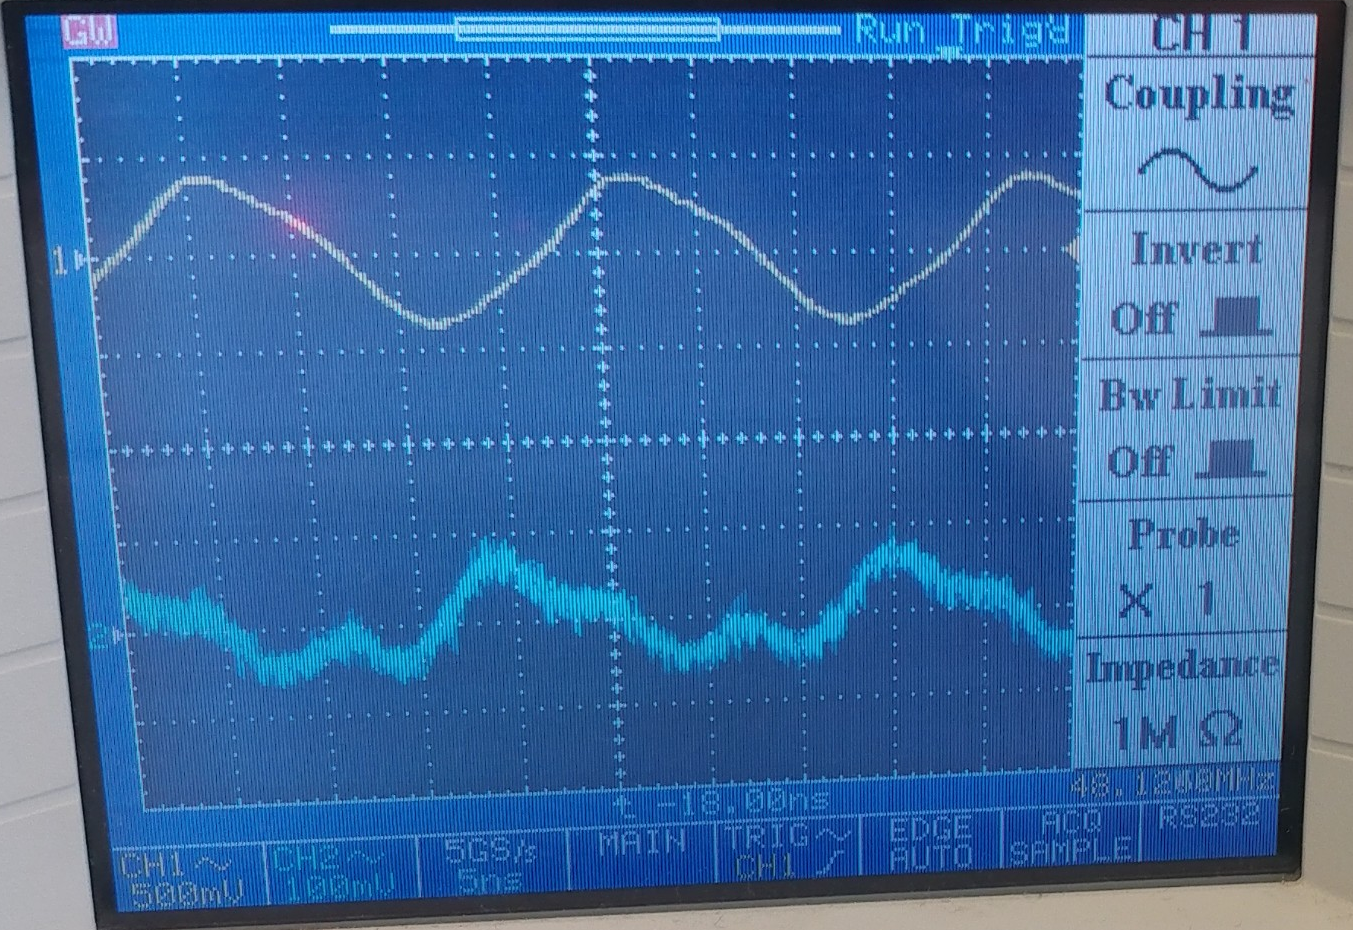 GW
Run Trig'd
CH 1
Coupling
1
Invert
Off
Bw Limit
Off
Probe
X 1
2
Impedance
1M Ω
48.1200MHz
-18.00ns
CH1 ~
500mV
CH2 ~
100mV
5GS/s
5ns
MAIN
TRIG ~
CH1
EDGE
AUTO
ACQ
SAMPLE
RS232